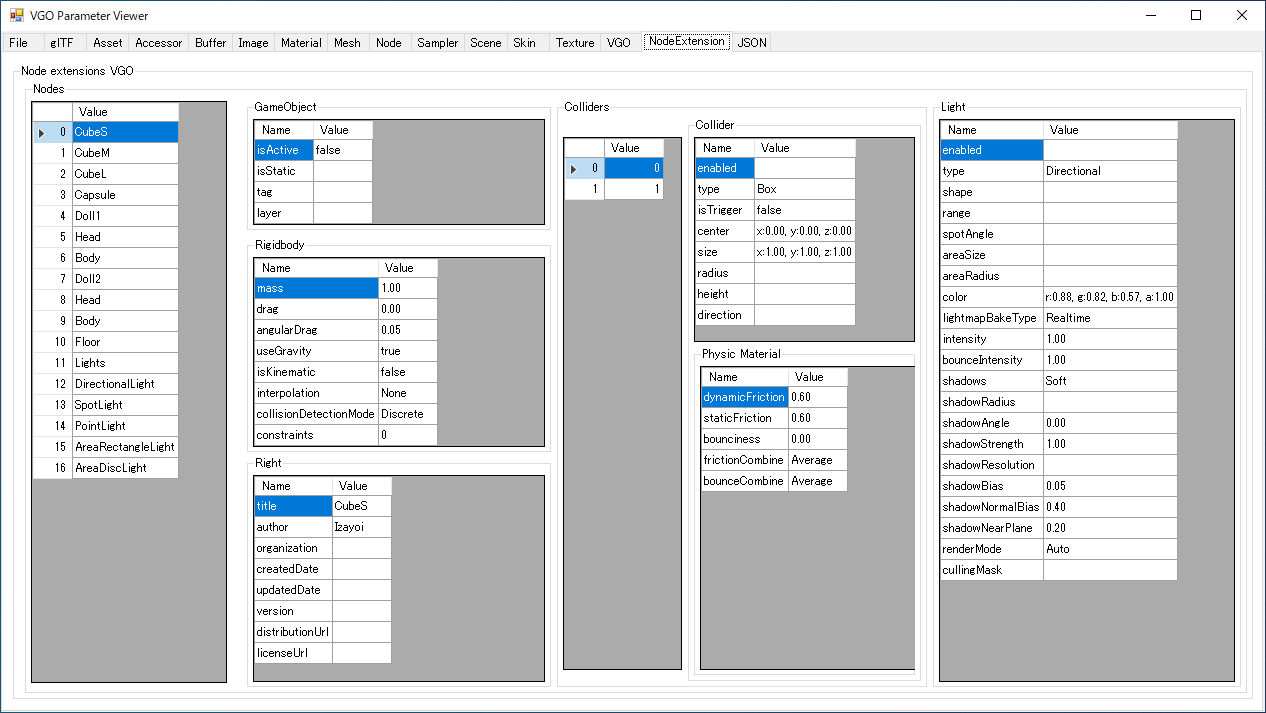 VGO Parameter Viewer
File glTF Asset Accessor Buffer Image Material Mesh Node Sampler Scene Skin Texture VGO NodeExtension JSON
Node extensions VGO
Nodes
Value
0 CubeS
1 CubeM
2 CubeL
3 Capsule
4 Doll1
5 Head
6 Body
7 Doll2
8 Head
9 Body
10 Floor
11 Lights
12 DirectionalLight
13 SpotLight
14 PointLight
15 AreaRectangleLight
16 AreaDiscLight
GameObject
Name Value
isActive false
isStatic
tag
layer
Rigidbody
Name Value
mass 1.00
drag 0.00
angularDrag 0.05
useGravity true
isKinematic false
interpolation None
collisionDetectionMode Discrete
constraints 0
Right
Name Value
title CubeS
author Izayoi
organization
createdDate
updatedDate
version
distributionUrl
licenseUrl
Colliders
Value
0 0
1 1
Collider
Name Value
enabled
type Box
isTrigger false
center x:0.00, y:0.00, z:0.00
size x:1.00, y:1.00, z:1.00
radius
height
direction
Physic Material
Name Value
dynamicFriction 0.60
staticFriction 0.60
bounciness 0.00
frictionCombine Average
bounceCombine Average
Light
Name Value
enabled
type Directional
shape
range
spotAngle
areaSize
areaRadius
color r:0.88, g:0.82, b:0.57, a:1.00
lightmapBakeType Realtime
intensity 1.00
bounceIntensity 1.00
shadows Soft
shadowRadius
shadowAngle 0.00
shadowStrength 1.00
shadowResolution
shadowBias 0.05
shadowNormalBias 0.40
shadowNearPlane 0.20
renderMode Auto
cullingMask